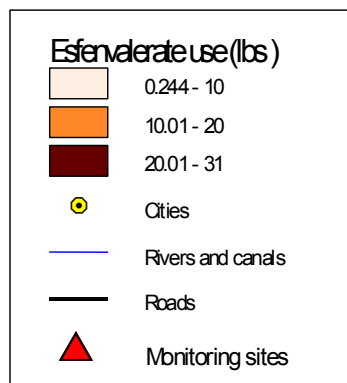 Esfenvalerate use (lbs )
0.244 - 10
10.01 - 20
20.01 - 31
Cities
Rivers and canals
Roads
Monitoring sites